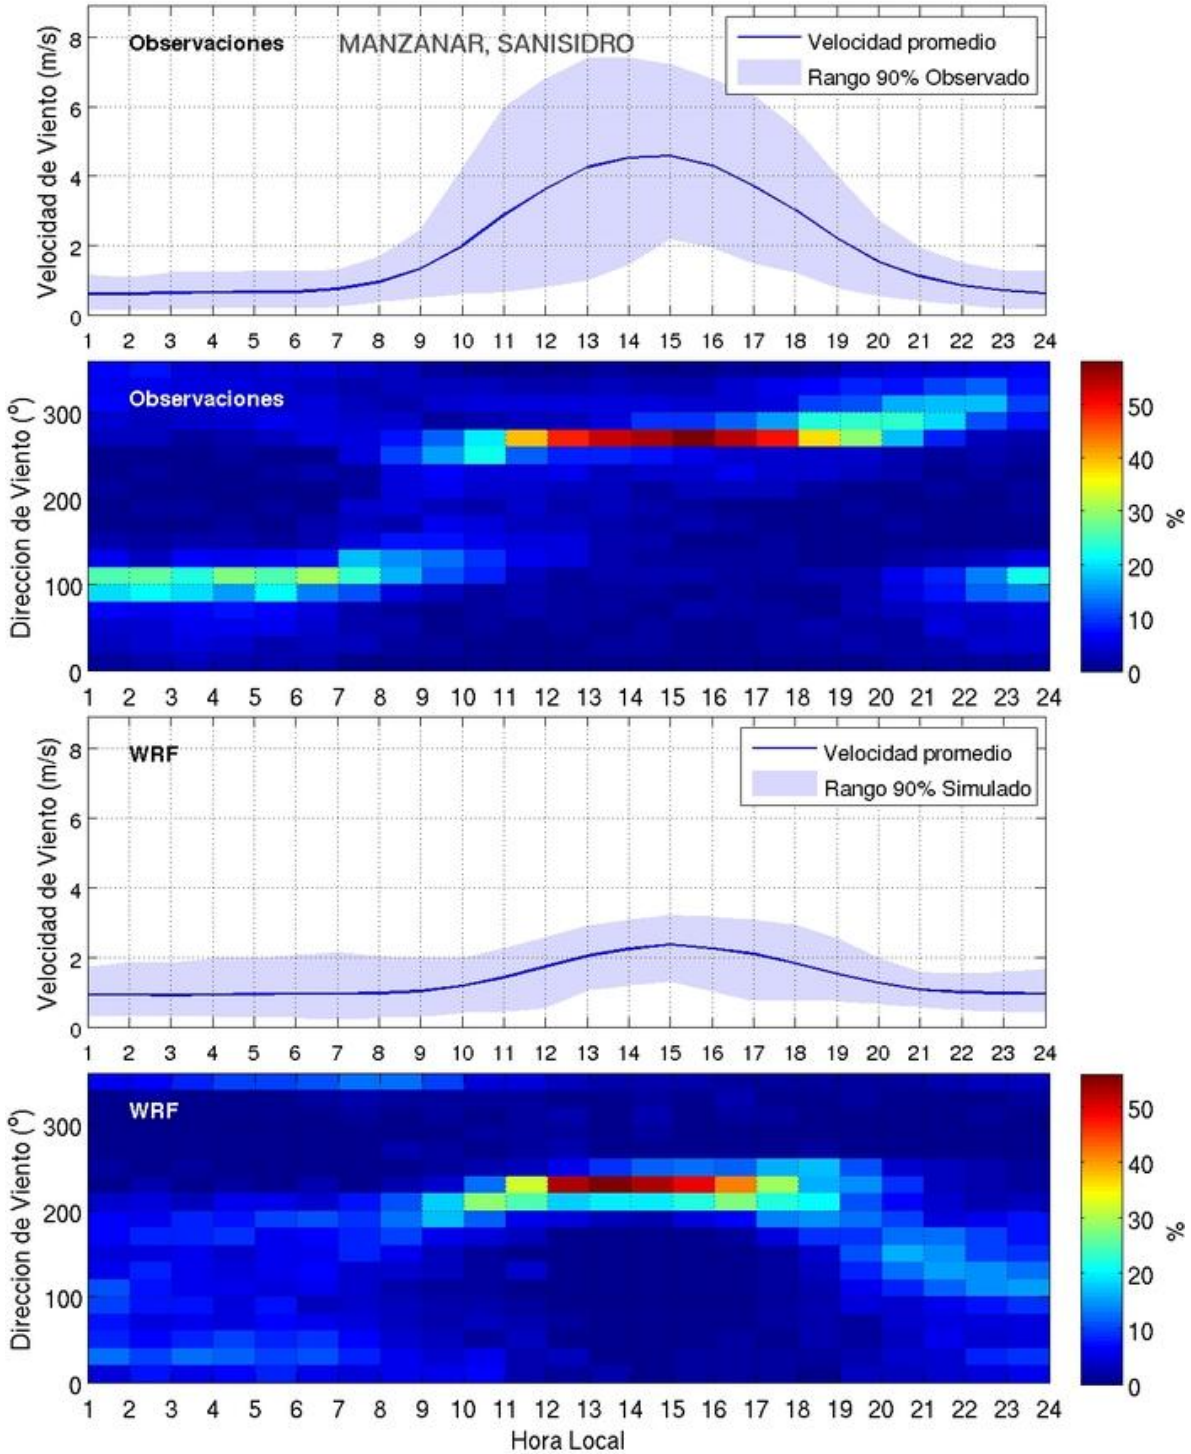 Observaciones MANZANAR, SANISIDRO
Velocidad promedio
Rango 90% Observado
Velocidad de Viento (m/s)
8
6
4
2
0
1 2 3 4 5 6 7 8 9 10 11 12 13 14 15 16 17 18 19 20 21 22 23 24
Observaciones
Direccion de Viento (º)
300
200
100
0
1 2 3 4 5 6 7 8 9 10 11 12 13 14 15 16 17 18 19 20 21 22 23 24
50
40
30
20
10
0
%
WRF
Velocidad promedio
Rango 90% Simulado
Velocidad de Viento (m/s)
8
6
4
2
0
1 2 3 4 5 6 7 8 9 10 11 12 13 14 15 16 17 18 19 20 21 22 23 24
WRF
Direccion de Viento (º)
300
200
100
0
1 2 3 4 5 6 7 8 9 10 11 12 13 14 15 16 17 18 19 20 21 22 23 24
Hora Local
50
40
30
20
10
0
%